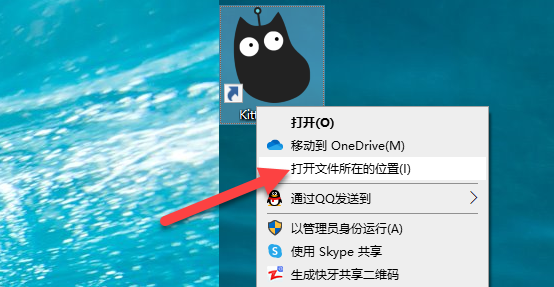 打开(O)
移动到 OneDrive(M)
打开文件所在的位置(I)
通过QQ发送到
以管理员身份运行(A)
使用 Skype 共享
生成快牙共享二维码